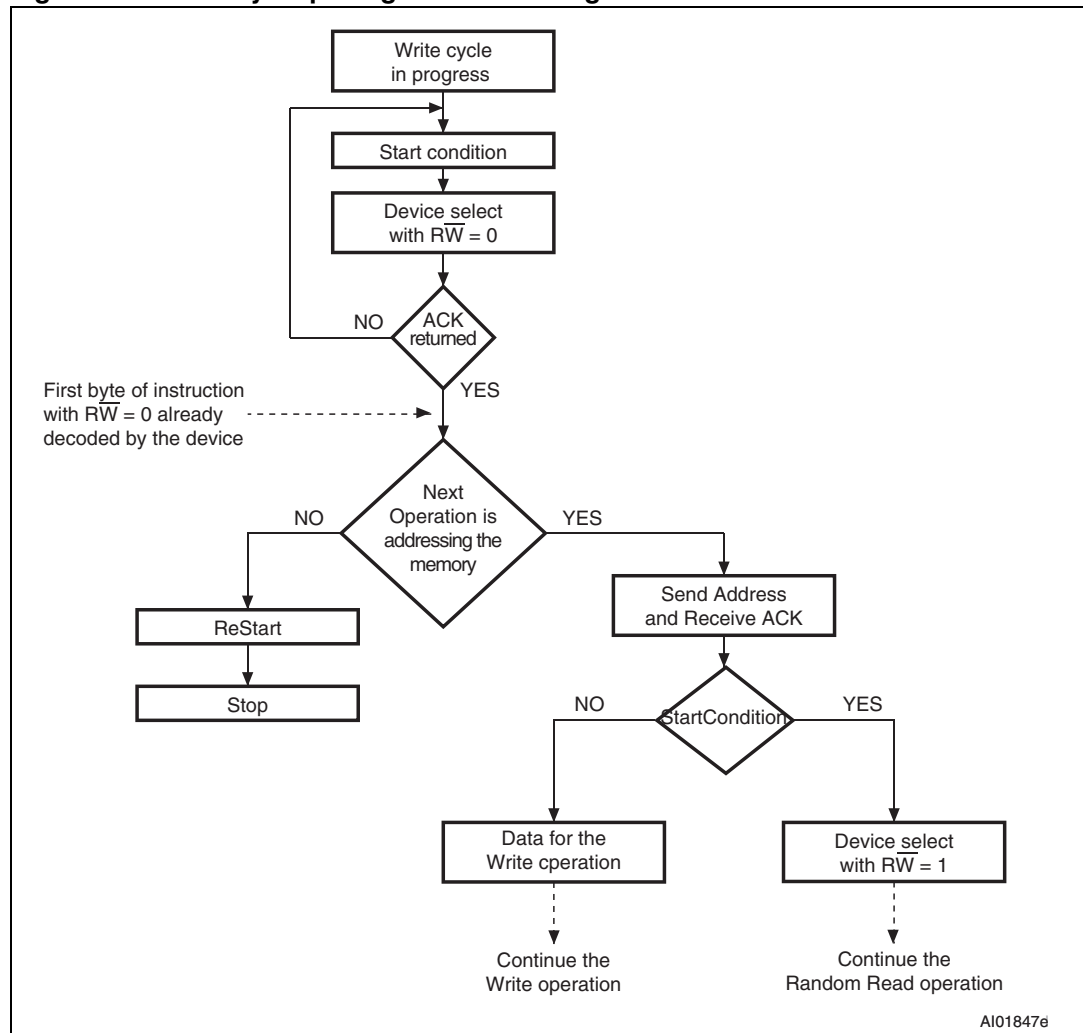 Write cycle
in progress
Start condition
Device select
with RW̅ = 0
ACK
returned
NO
YES
First byte of instruction
with RW̅ = 0 already
decoded by the device
Next
Operation is
addressing the
memory
NO
YES
Send Address
and Receive ACK
ReStart
Stop
StartCondition
NO
YES
Data for the
Write cperation
Device select
with RW̅ = 1
Continue the
Write operation
Continue the
Random Read operation
AI01847e